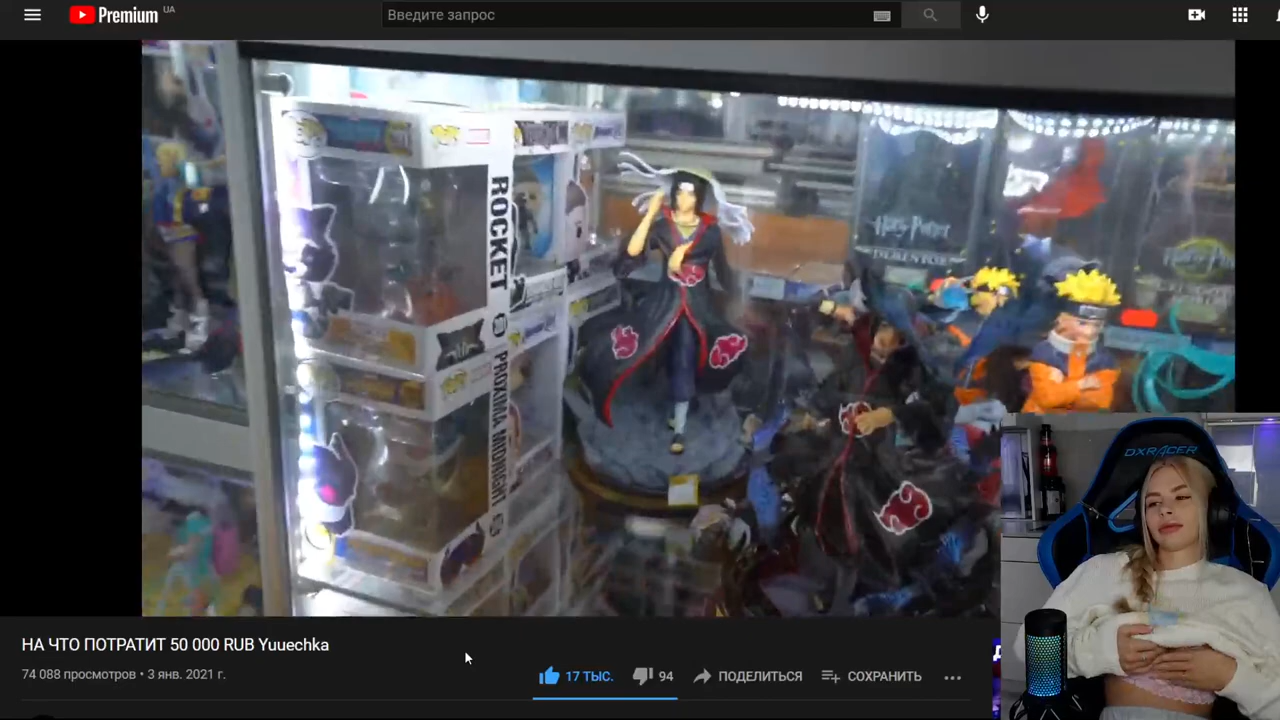 Premium UA
Введите запрос
ROCKET
PROXIMA MIDNIGHT
Harry Potter
DXRACER
НА ЧТО ПОТРАТИТ 50 000 RUB Yuuechka
74 088 просмотров • 3 янв. 2021 г.
17 ТЫС.
94
ПОДЕЛИТЬСЯ
СОХРАНИТЬ